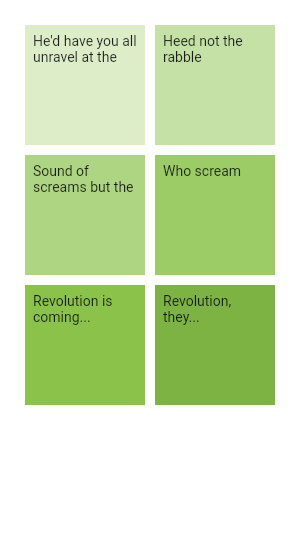 He'd have you all
unravel at the
Heed not the
rabble
Sound of
screams but the
Who scream
Revolution is
coming...
Revolution,
they...